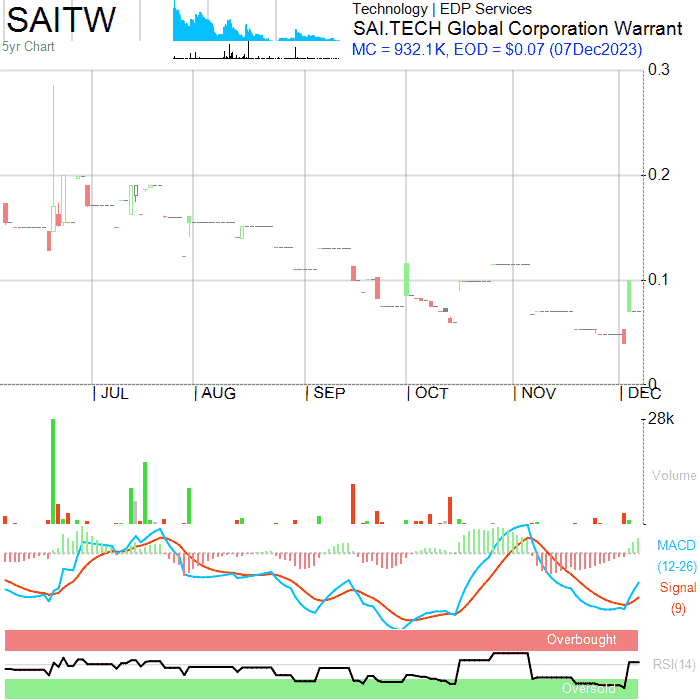 SAITW
5yr Chart
Technology | EDP Services
SAI.TECH Global Corporation Warrant
MC = 932.1K, EOD = $0.07 (07Dec2023)
0.3
0.2
0.1
0
JUL
AUG
SEP
OCT
NOV
DEC
28k
Volume
MACD
(12-26)
Signal
(9)
Overbought
RSI(14)
Oversold